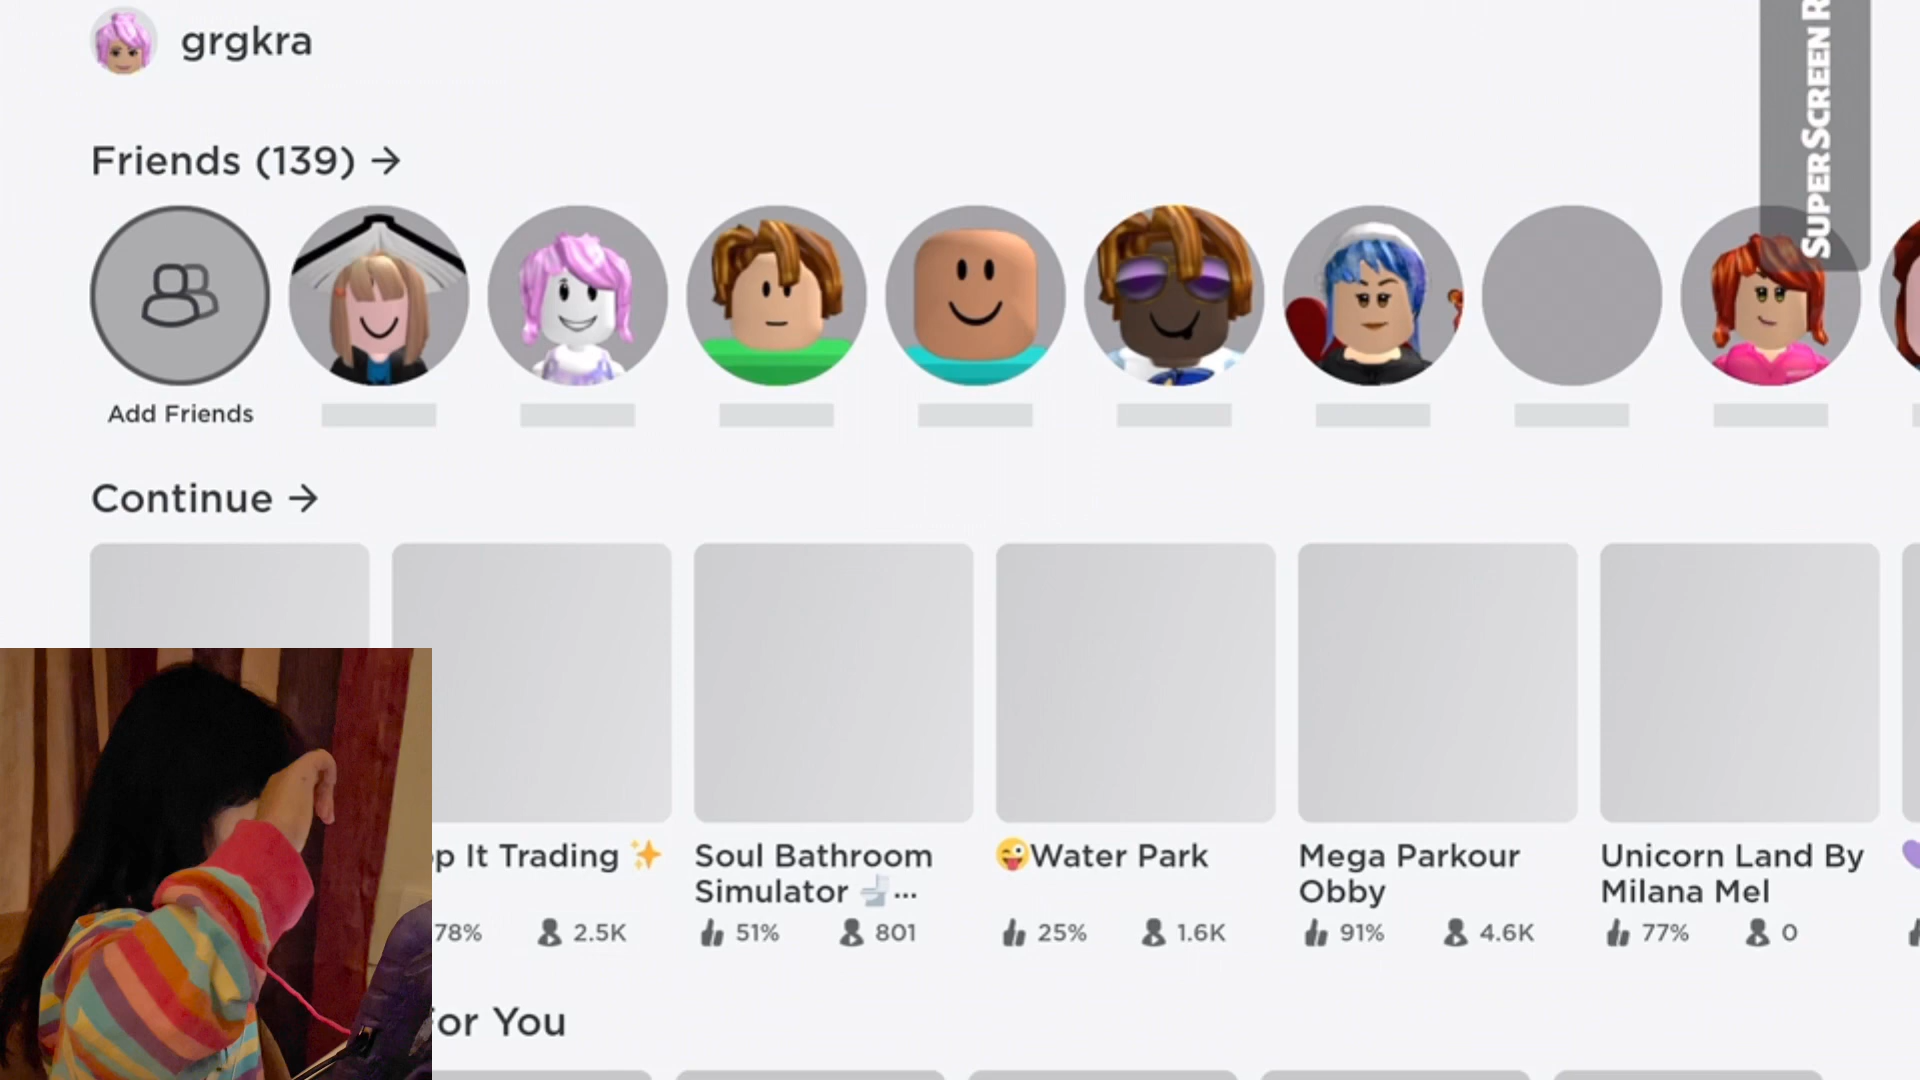 grgkra
SUPERSCREEN R
Friends (139) →
Add Friends
Continue →
p It Trading ✨
78% 2.5K
Soul Bathroom
Simulator 🚽...
51% 801
😜Water Park
25% 1.6K
Mega Parkour
Obby
91% 4.6K
Unicorn Land By
Milana Mel
77% 0
For You